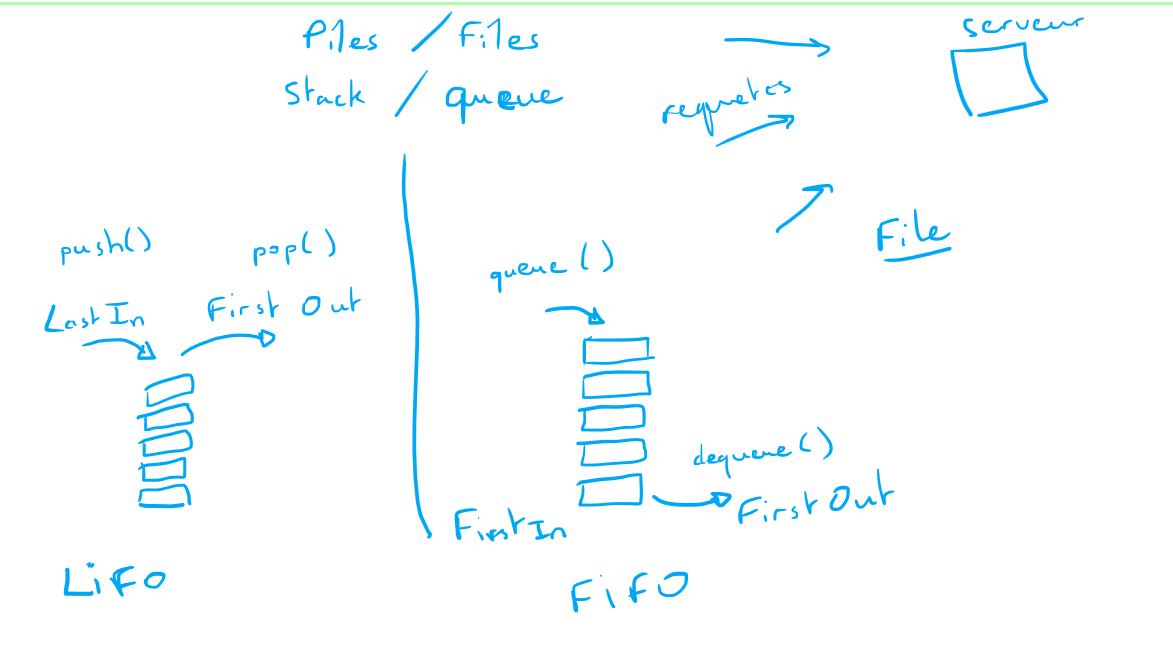 Piles / Files
Stack / queue
serveur
requetes
File
push()
pop()
Last In
First Out
LiFO
queue ()
dequeue()
First Out
First In
FiFO